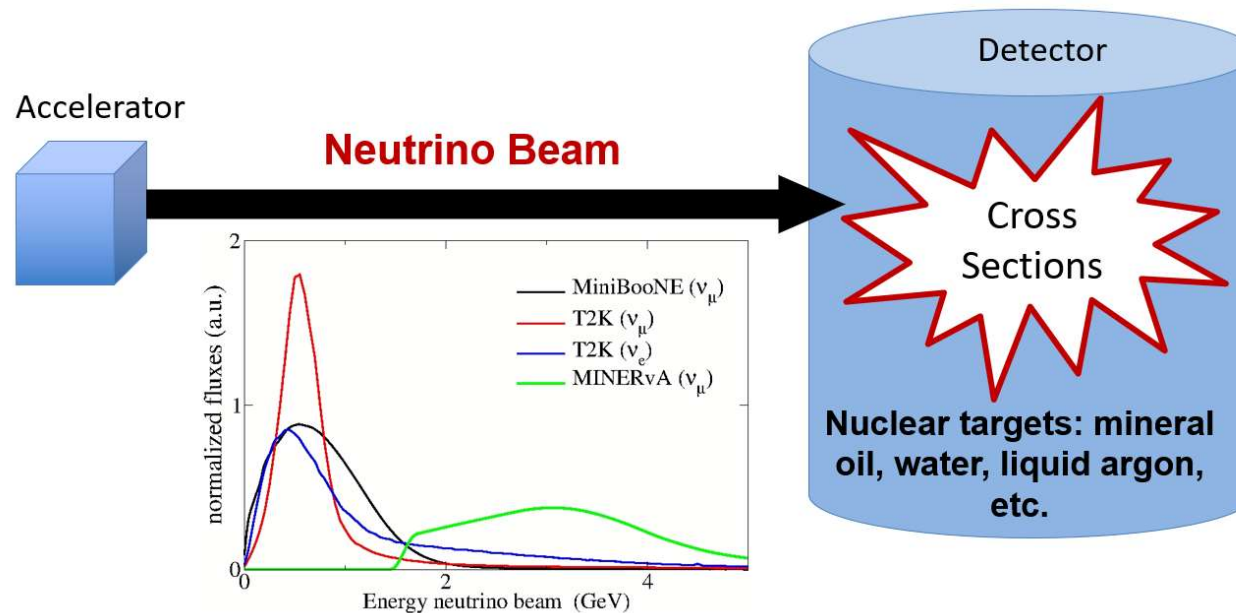 Accelerator
Neutrino Beam
Detector
Cross
Sections
Nuclear targets: mineral
oil, water, liquid argon,
etc.
normalized fluxes (a.u.)
2
1
0
MiniBooNE (νμ)
T2K (νμ)
T2K (νe)
MINERvA (νμ)
0 2 4
Energy neutrino beam (GeV)